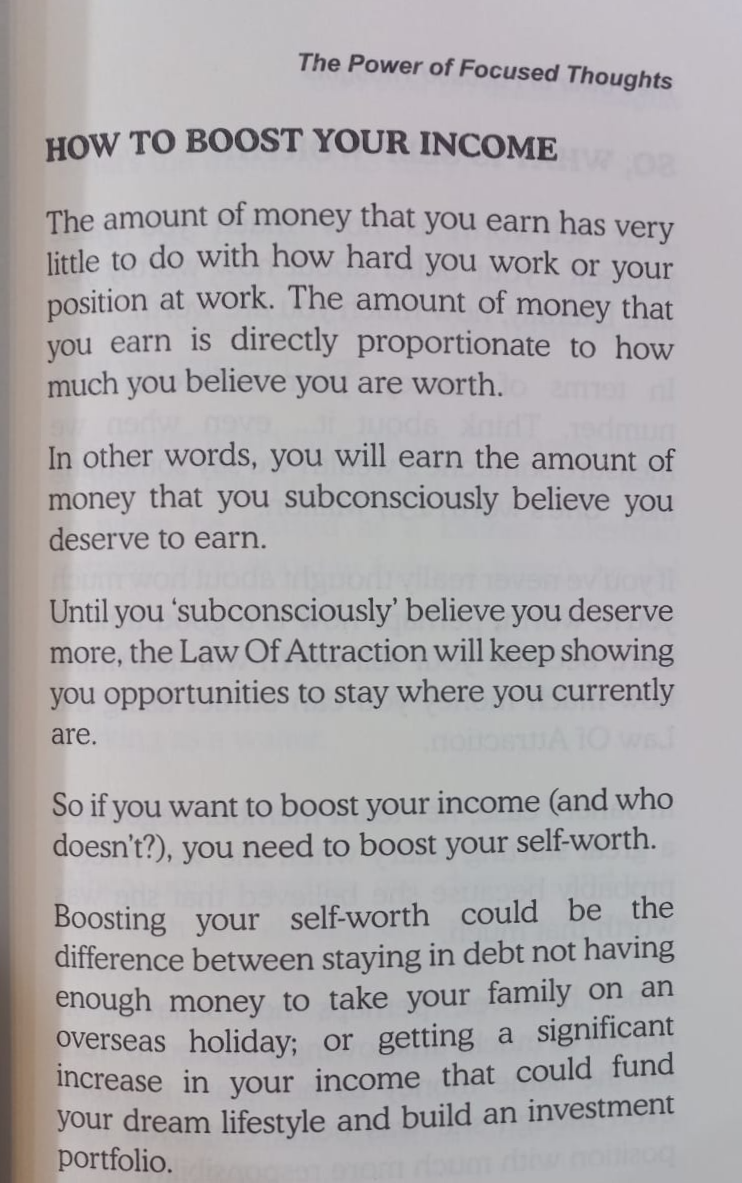 The Power of Focused Thoughts
HOW TO BOOST YOUR INCOME
The amount of money that you earn has very
little to do with how hard you work or your
position at work. The amount of money that
you earn is directly proportionate to how
much you believe you are worth.
In other words, you will earn the amount of
money that you subconsciously believe you
deserve to earn.
Until you ‘subconsciously’ believe you deserve
more, the Law Of Attraction will keep showing
you opportunities to stay where you currently
are.
So if you want to boost your income (and who
doesn't?), you need to boost your self-worth.
Boosting your self-worth could be the
difference between staying in debt not having
enough money to take your family on an
overseas holiday; or getting a significant
increase in your income that could fund
your dream lifestyle and build an investment
portfolio.